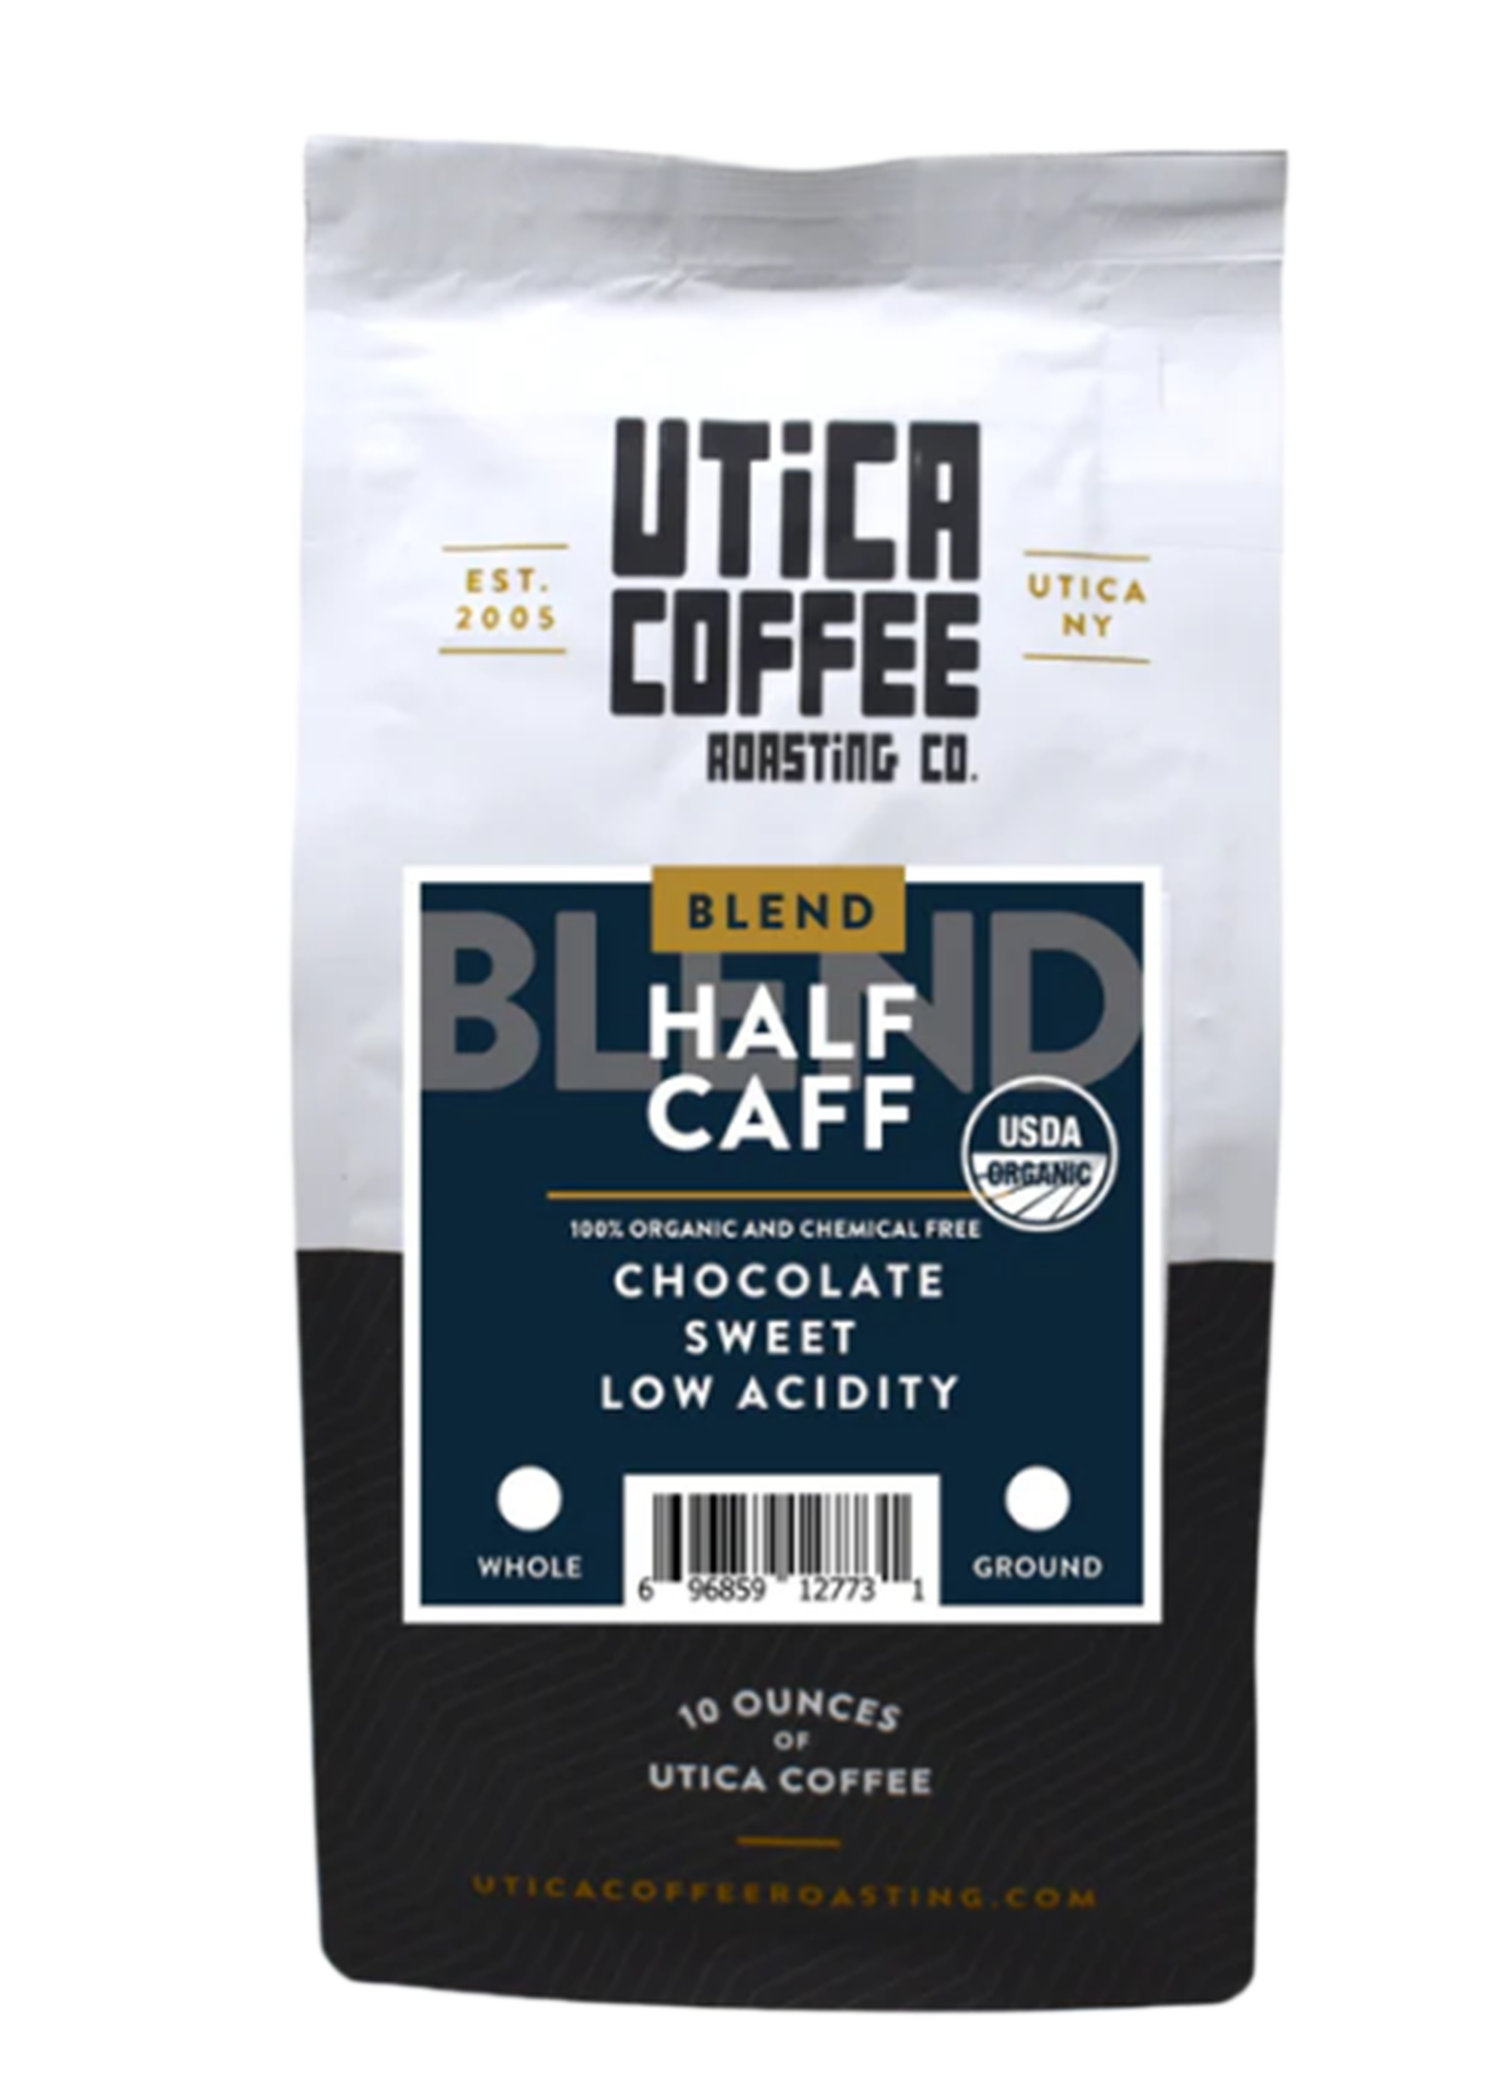 UTiCA
COFFEE
ROASTiNG CO.
EST.
2005
UTICA
NY
BLEND
BLEND
HALF
CAFF
USDA
ORGANIC
100% ORGANIC AND CHEMICAL FREE
CHOCOLATE
SWEET
LOW ACIDITY
WHOLE
6 96859 12773 1
GROUND
10 OUNCES
OF
UTICA COFFEE
UTICACOFFEEROASTING.COM